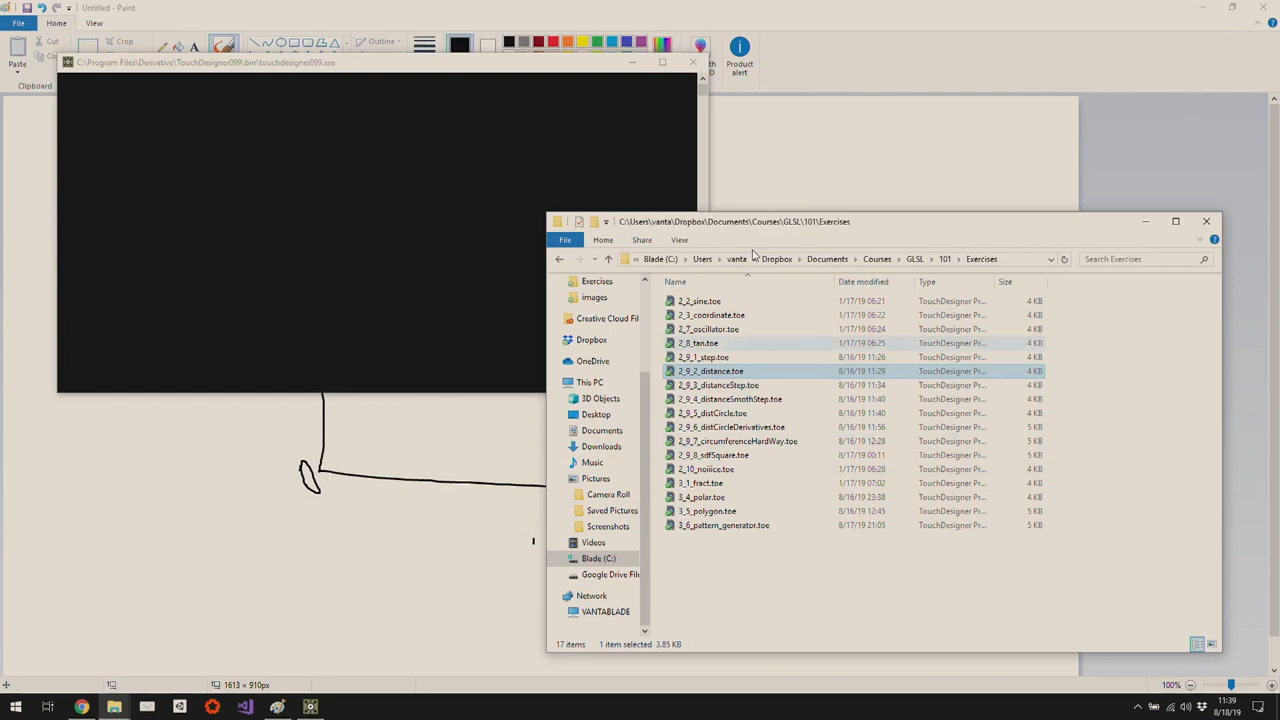 Untitled - Paint
File
Home
View
Paste
Cut
Clipboard
Crop
Outline
Product
alert
C:\Program Files\Derivative\TouchDesigner099\bin\touchdesigner099.exe
C:\Users\vanta\Dropbox\Documents\Courses\GLSL\101\Exercises
File
Home
Share
View
« Blade (C:) › Users › vanta › Dropbox › Documents › Courses › GLSL › 101 › Exercises
Search Exercises
Exercises
images
Creative Cloud Fil
Dropbox
OneDrive
This PC
3D Objects
Desktop
Documents
Downloads
Music
Pictures
Camera Roll
Saved Pictures
Screenshots
Videos
Blade (C:)
Google Drive File
Network
VANTABLADE
Name Date modified Type Size
2_2_sine.toe 1/17/19 06:21 TouchDesigner Pr... 4 KB
2_3_coordinate.toe 1/17/19 06:22 TouchDesigner Pr... 4 KB
2_7_oscillator.toe 1/17/19 06:24 TouchDesigner Pr... 4 KB
2_8_tan.toe 1/17/19 06:25 TouchDesigner Pr... 4 KB
2_9_1_step.toe 8/16/19 11:26 TouchDesigner Pr... 4 KB
2_9_2_distance.toe 8/16/19 11:29 TouchDesigner Pr... 4 KB
2_9_3_distanceStep.toe 8/16/19 11:34 TouchDesigner Pr... 4 KB
2_9_4_distanceSmothStep.toe 8/16/19 11:40 TouchDesigner Pr... 4 KB
2_9_5_distCircle.toe 8/16/19 11:41 TouchDesigner Pr... 4 KB
2_9_6_distCircleDerivatives.toe 8/16/19 11:56 TouchDesigner Pr... 4 KB
2_9_7_circumferenceHardWay.toe 8/16/19 12:28 TouchDesigner Pr... 5 KB
2_9_8_sdfSquare.toe 8/17/19 00:11 TouchDesigner Pr... 5 KB
2_10_noiiice.toe 1/17/19 06:28 TouchDesigner Pr... 4 KB
3_1_fract.toe 1/17/19 07:02 TouchDesigner Pr... 4 KB
3_4_polar.toe 8/16/19 23:38 TouchDesigner Pr... 4 KB
3_5_polygon.toe 8/16/19 12:45 TouchDesigner Pr... 5 KB
3_6_pattern_generator.toe 8/17/19 21:05 TouchDesigner Pr... 5 KB
17 items 1 item selected 3.85 KB
1613 × 910px
100%
11:39
8/18/19